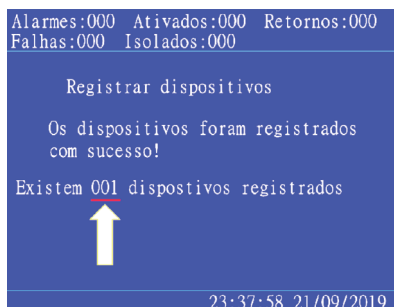 Alarmes:000 Ativados:000 Retornos:000
Falhas:000 Isolados:000
Registrar dispositivos
Os dispositivos foram registrados
com sucesso!
Existem 001 dispostivos registrados
23:37:58 21/09/2019